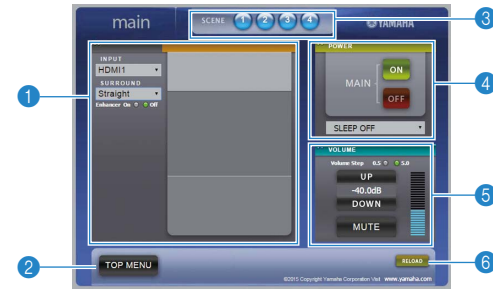 main
SCENE 1 2 3 4
YAMAHA
3
INPUT
HDMI1
SURROUND
Straight
Enhancer On Off
1
POWER
MAIN
ON
OFF
SLEEP OFF
4
VOLUME
Volume Step 0.5 5.0
UP
-40.0dB
DOWN
MUTE
5
2
TOP MENU
RELOAD
6
©2015 Copyright Yamaha Corporation Visit www.yamaha.com